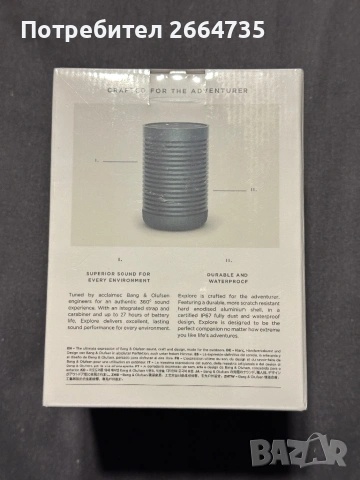 Потребител 2664735
CRAFTED FOR THE ADVENTURER
I.
II.
I.
SUPERIOR SOUND FOR
EVERY ENVIRONMENT
Tuned by acclaimed Bang & Olufsen
engineers for an authentic 360° sound
experience. With an integrated strap and
carabiner and up to 27 hours of battery
life, Explore delivers excellent, lasting
sound performance for every environment.
II.
DURABLE AND
WATERPROOF
Explore is crafted for the adventurer.
Featuring a durable, more scratch resistant
hard anodised aluminium shell, in a
certified IP67 fully dust and waterproof
design, Explore is designed to be the
perfect companion no matter how extreme
you like life's adventures.
bazar